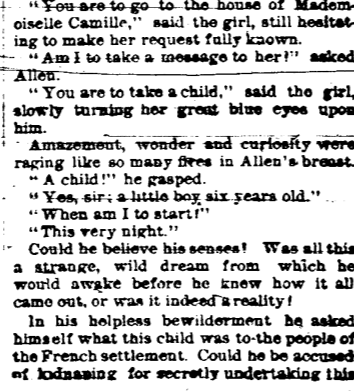 "You are to go to the house of Madem-
oiselle Camille," said the girl, still hesitat-
ing to make her request fully known.
"Am I to take a message to her?" asked
Allen.
"You are to take a child," said the girl,
slowly turning her great blue eyes upon
him.
Amazement, wonder and curiosity were
raging like so many fires in Allen's breast.
"A child!" he gasped.
"Yes, sir; a little boy six years old."
"When am I to start?"
"This very night."
Could he believe his senses! Was all this
a strange, wild dream from which he
would awake before he knew how it all
came out, or was it indeed a reality!
In his helpless bewilderment he asked
himself what this child was to the people of
the French settlement. Could he be accused
of kidnaping for secretly undertaking this